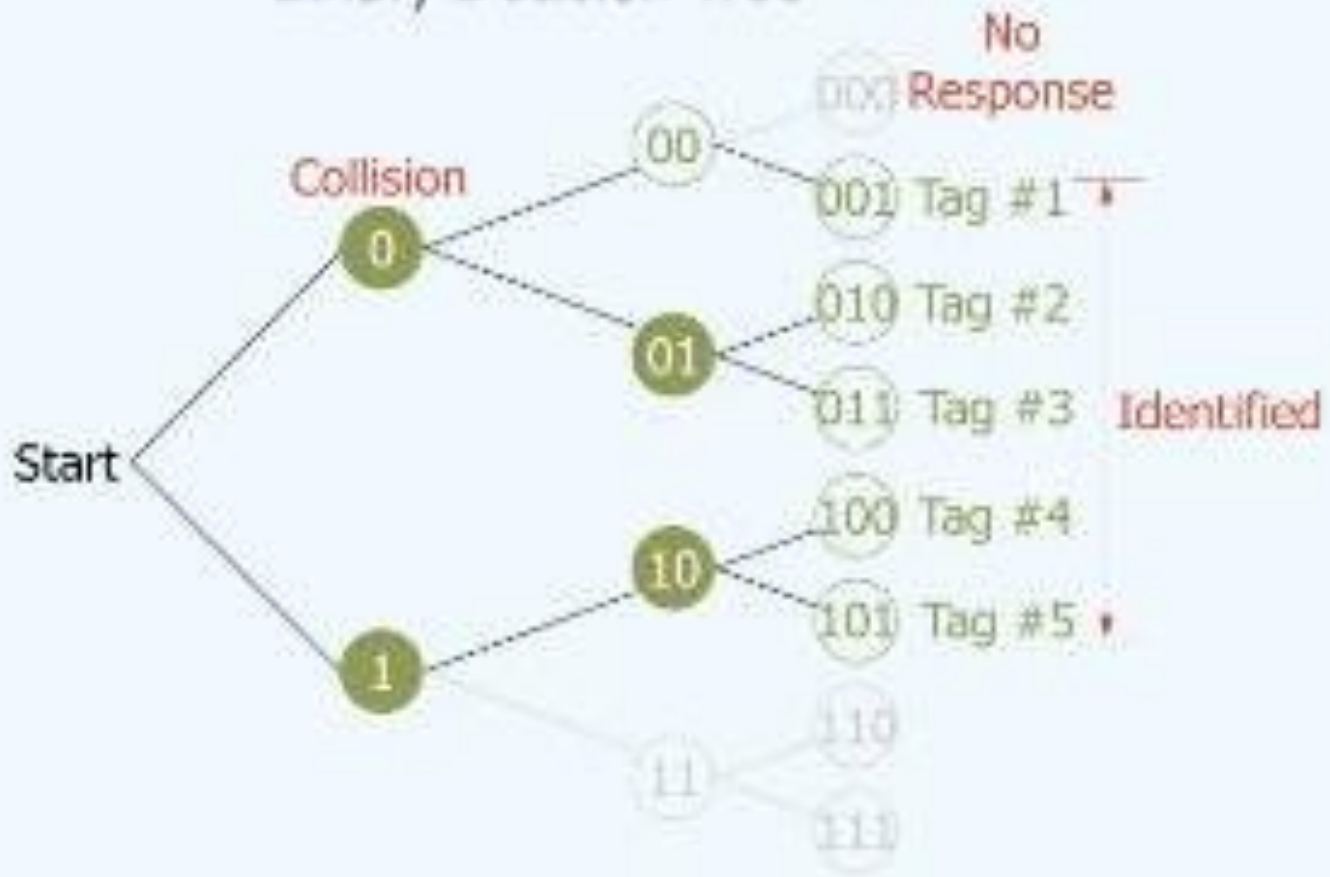 No
Response
000
00
Collision
001 Tag #1
0
010 Tag #2
01
011 Tag #3
Identified
Start
100 Tag #4
10
101 Tag #5
1
110
11
111